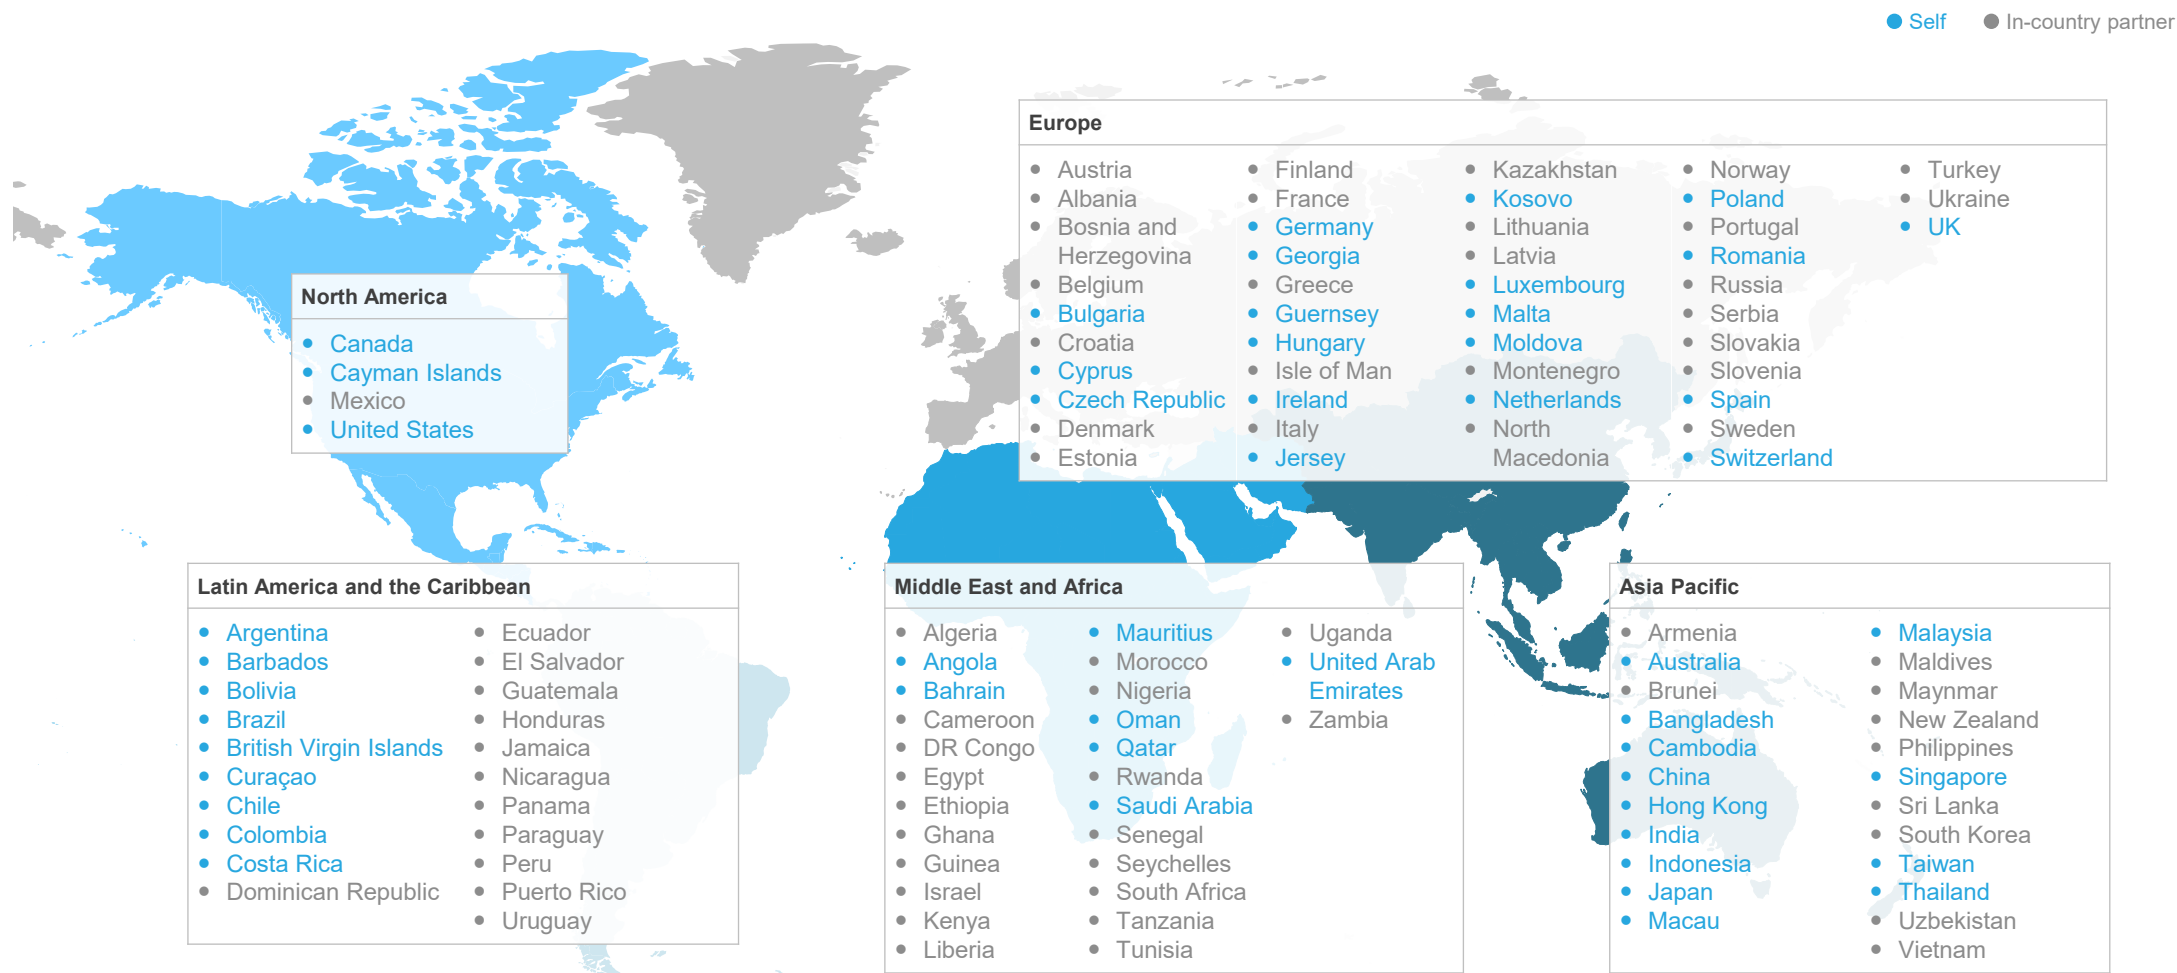 Self
In-country partner
Europe
Austria
Albania
Bosnia and
Herzegovina
Belgium
Bulgaria
Croatia
Cyprus
Czech Republic
Denmark
Estonia
Finland
France
Germany
Georgia
Greece
Guernsey
Hungary
Isle of Man
Ireland
Italy
Jersey
Kazakhstan
Kosovo
Lithuania
Latvia
Luxembourg
Malta
Moldova
Montenegro
Netherlands
North
Macedonia
Norway
Poland
Portugal
Romania
Russia
Serbia
Slovakia
Slovenia
Spain
Sweden
Switzerland
Turkey
Ukraine
UK
North America
Canada
Cayman Islands
Mexico
United States
Latin America and the Caribbean
Argentina
Barbados
Bolivia
Brazil
British Virgin Islands
Curaçao
Chile
Colombia
Costa Rica
Dominican Republic
Ecuador
El Salvador
Guatemala
Honduras
Jamaica
Nicaragua
Panama
Paraguay
Peru
Puerto Rico
Uruguay
Middle East and Africa
Algeria
Angola
Bahrain
Cameroon
DR Congo
Egypt
Ethiopia
Ghana
Guinea
Israel
Kenya
Liberia
Mauritius
Morocco
Nigeria
Oman
Qatar
Rwanda
Saudi Arabia
Senegal
Seychelles
South Africa
Tanzania
Tunisia
Uganda
United Arab
Emirates
Zambia
Asia Pacific
Armenia
Australia
Brunei
Bangladesh
Cambodia
China
Hong Kong
India
Indonesia
Japan
Macau
Malaysia
Maldives
Maynmar
New Zealand
Philippines
Singapore
Sri Lanka
South Korea
Taiwan
Thailand
Uzbekistan
Vietnam